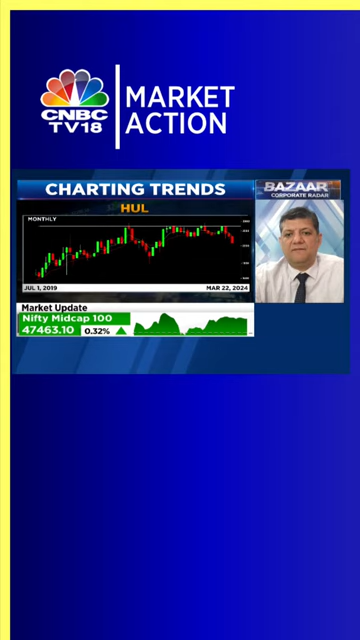 CNBC
TV18
MARKET
ACTION
CHARTING TRENDS
BAZAAR
CORPORATE RADAR
HUL
MONTHLY
JUL 1, 2019
MAR 22, 2024
Market Update
Nifty Midcap 100
47463.10 0.32%